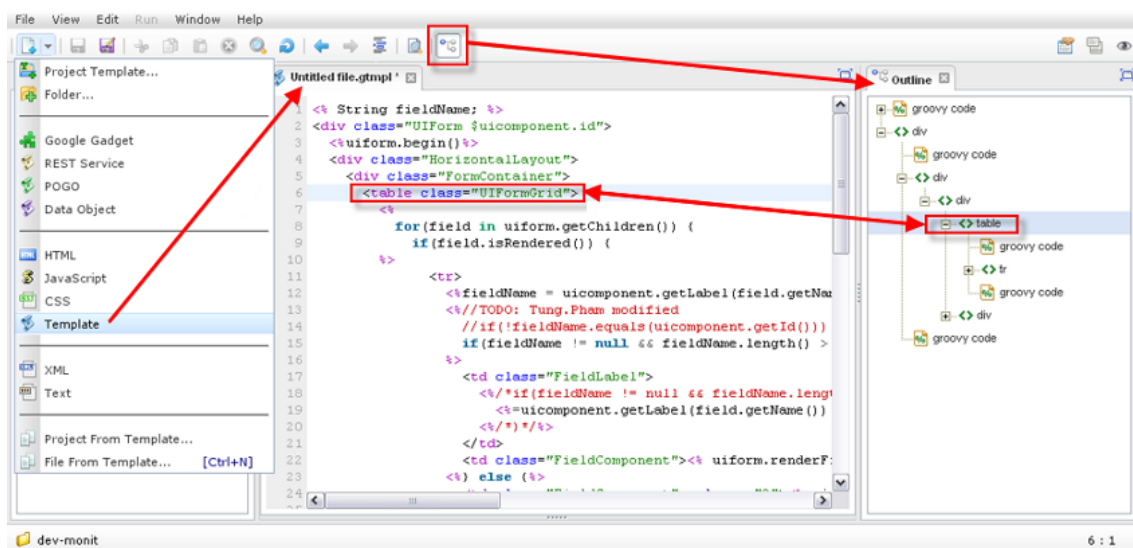 File View Edit Run Window Help
Project Template...
Folder...
Google Gadget
REST Service
POGO
Data Object
HTML
JavaScript
CSS
Template
XML
Text
Project From Template...
File From Template... [Ctrl+N]
Untitled file.gtmpl *
1 <% String fieldName; %>
2 <div class="UIForm $uicomponent.id">
3 <%uiform.begin()%>
4 <div class="HorizontalLayout">
5 <div class="FormContainer">
6 <table class="UIFormGrid">
7 <%
8 for(field in uiform.getChildren()) {
9 if(field.isRendered()) {
10 %>
11 <tr>
12 <%fieldName = uicomponent.getLabel(field.getNam
13 <%//TODO: Tung.Pham modified
14 //if(!fieldName.equals(uicomponent.getId()))
15 if(fieldName != null && fieldName.length() >
16 %>
17 <td class="FieldLabel">
18 <%/*if(fieldName != null && fieldName.lengt
19 <%=uicomponent.getLabel(field.getName())
20 <%/*}*/%>
21 </td>
22 <td class="FieldComponent"><% uiform.renderF
23 <%} else {%>
24
Outline
groovy code
<> div
groovy code
<> div
<> div
<> table
groovy code
<> tr
groovy code
<> div
groovy code
dev-monit
6 : 1